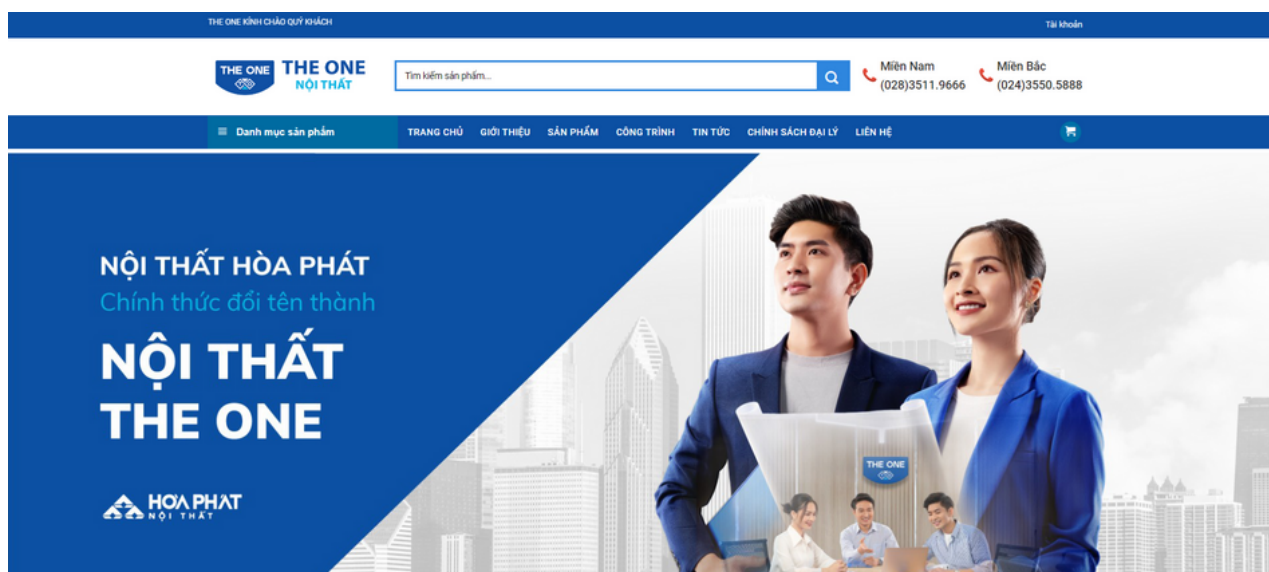 THE ONE KÍNH CHÀO QUÝ KHÁCH
Tài khoản
THE ONE
THE ONE
NỘI THẤT
Tìm kiếm sản phẩm...
Miền Nam
(028)3511.9666
Miền Bắc
(024)3550.5888
Danh mục sản phẩm
TRANG CHỦ GIỚI THIỆU SẢN PHẨM CÔNG TRÌNH TIN TỨC CHÍNH SÁCH ĐẠI LÝ LIÊN HỆ
NỘI THẤT HÒA PHÁT
Chính thức đổi tên thành
NỘI THẤT
THE ONE
HÒA PHÁT
NỘI THẤT
THE ONE